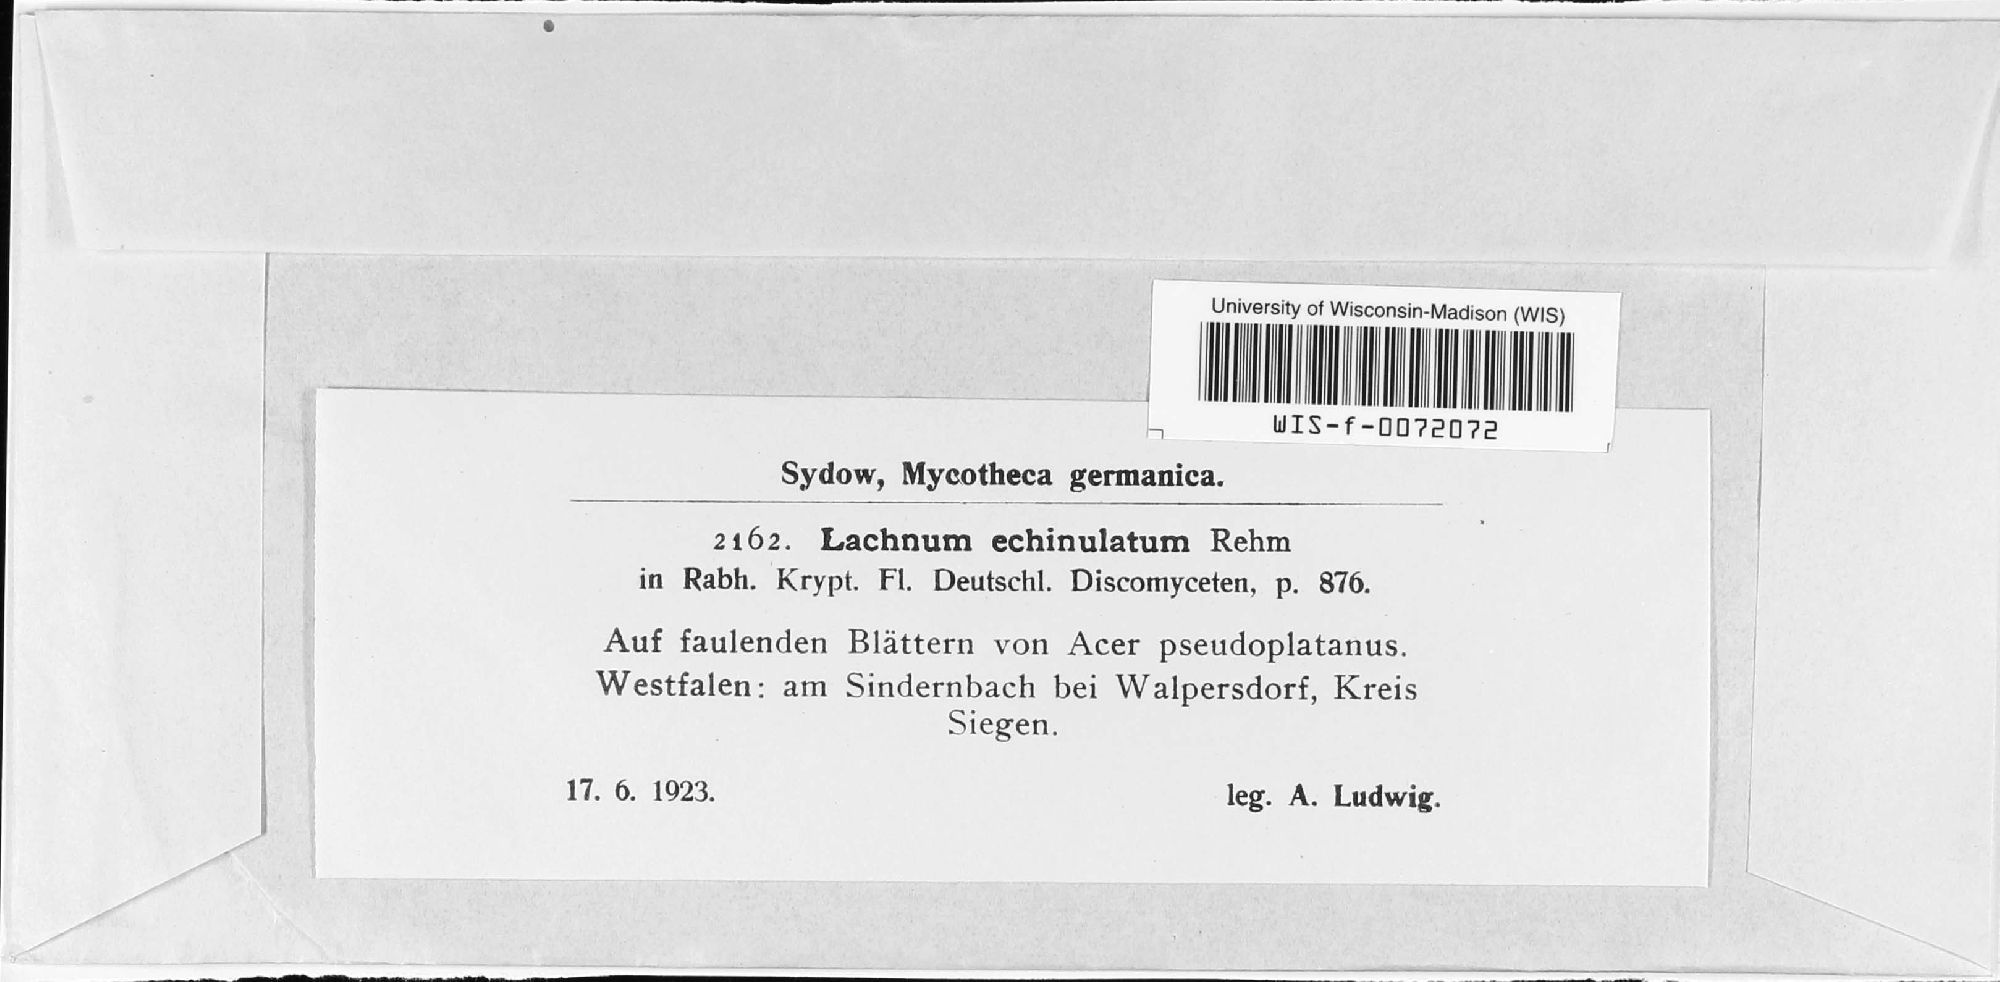 University of Wisconsin-Madison (WIS)
WIS-f-0072072
Sydow, Mycotheca germanica.
2162. Lachnum echinulatum Rehm
in Rabh. Krypt. Fl. Deutschl. Discomyceten, p. 876.
Auf faulenden Blättern von Acer pseudoplatanus.
Westfalen: am Sindernbach bei Walpersdorf, Kreis
Siegen.
17. 6. 1923.
leg. A. Ludwig.